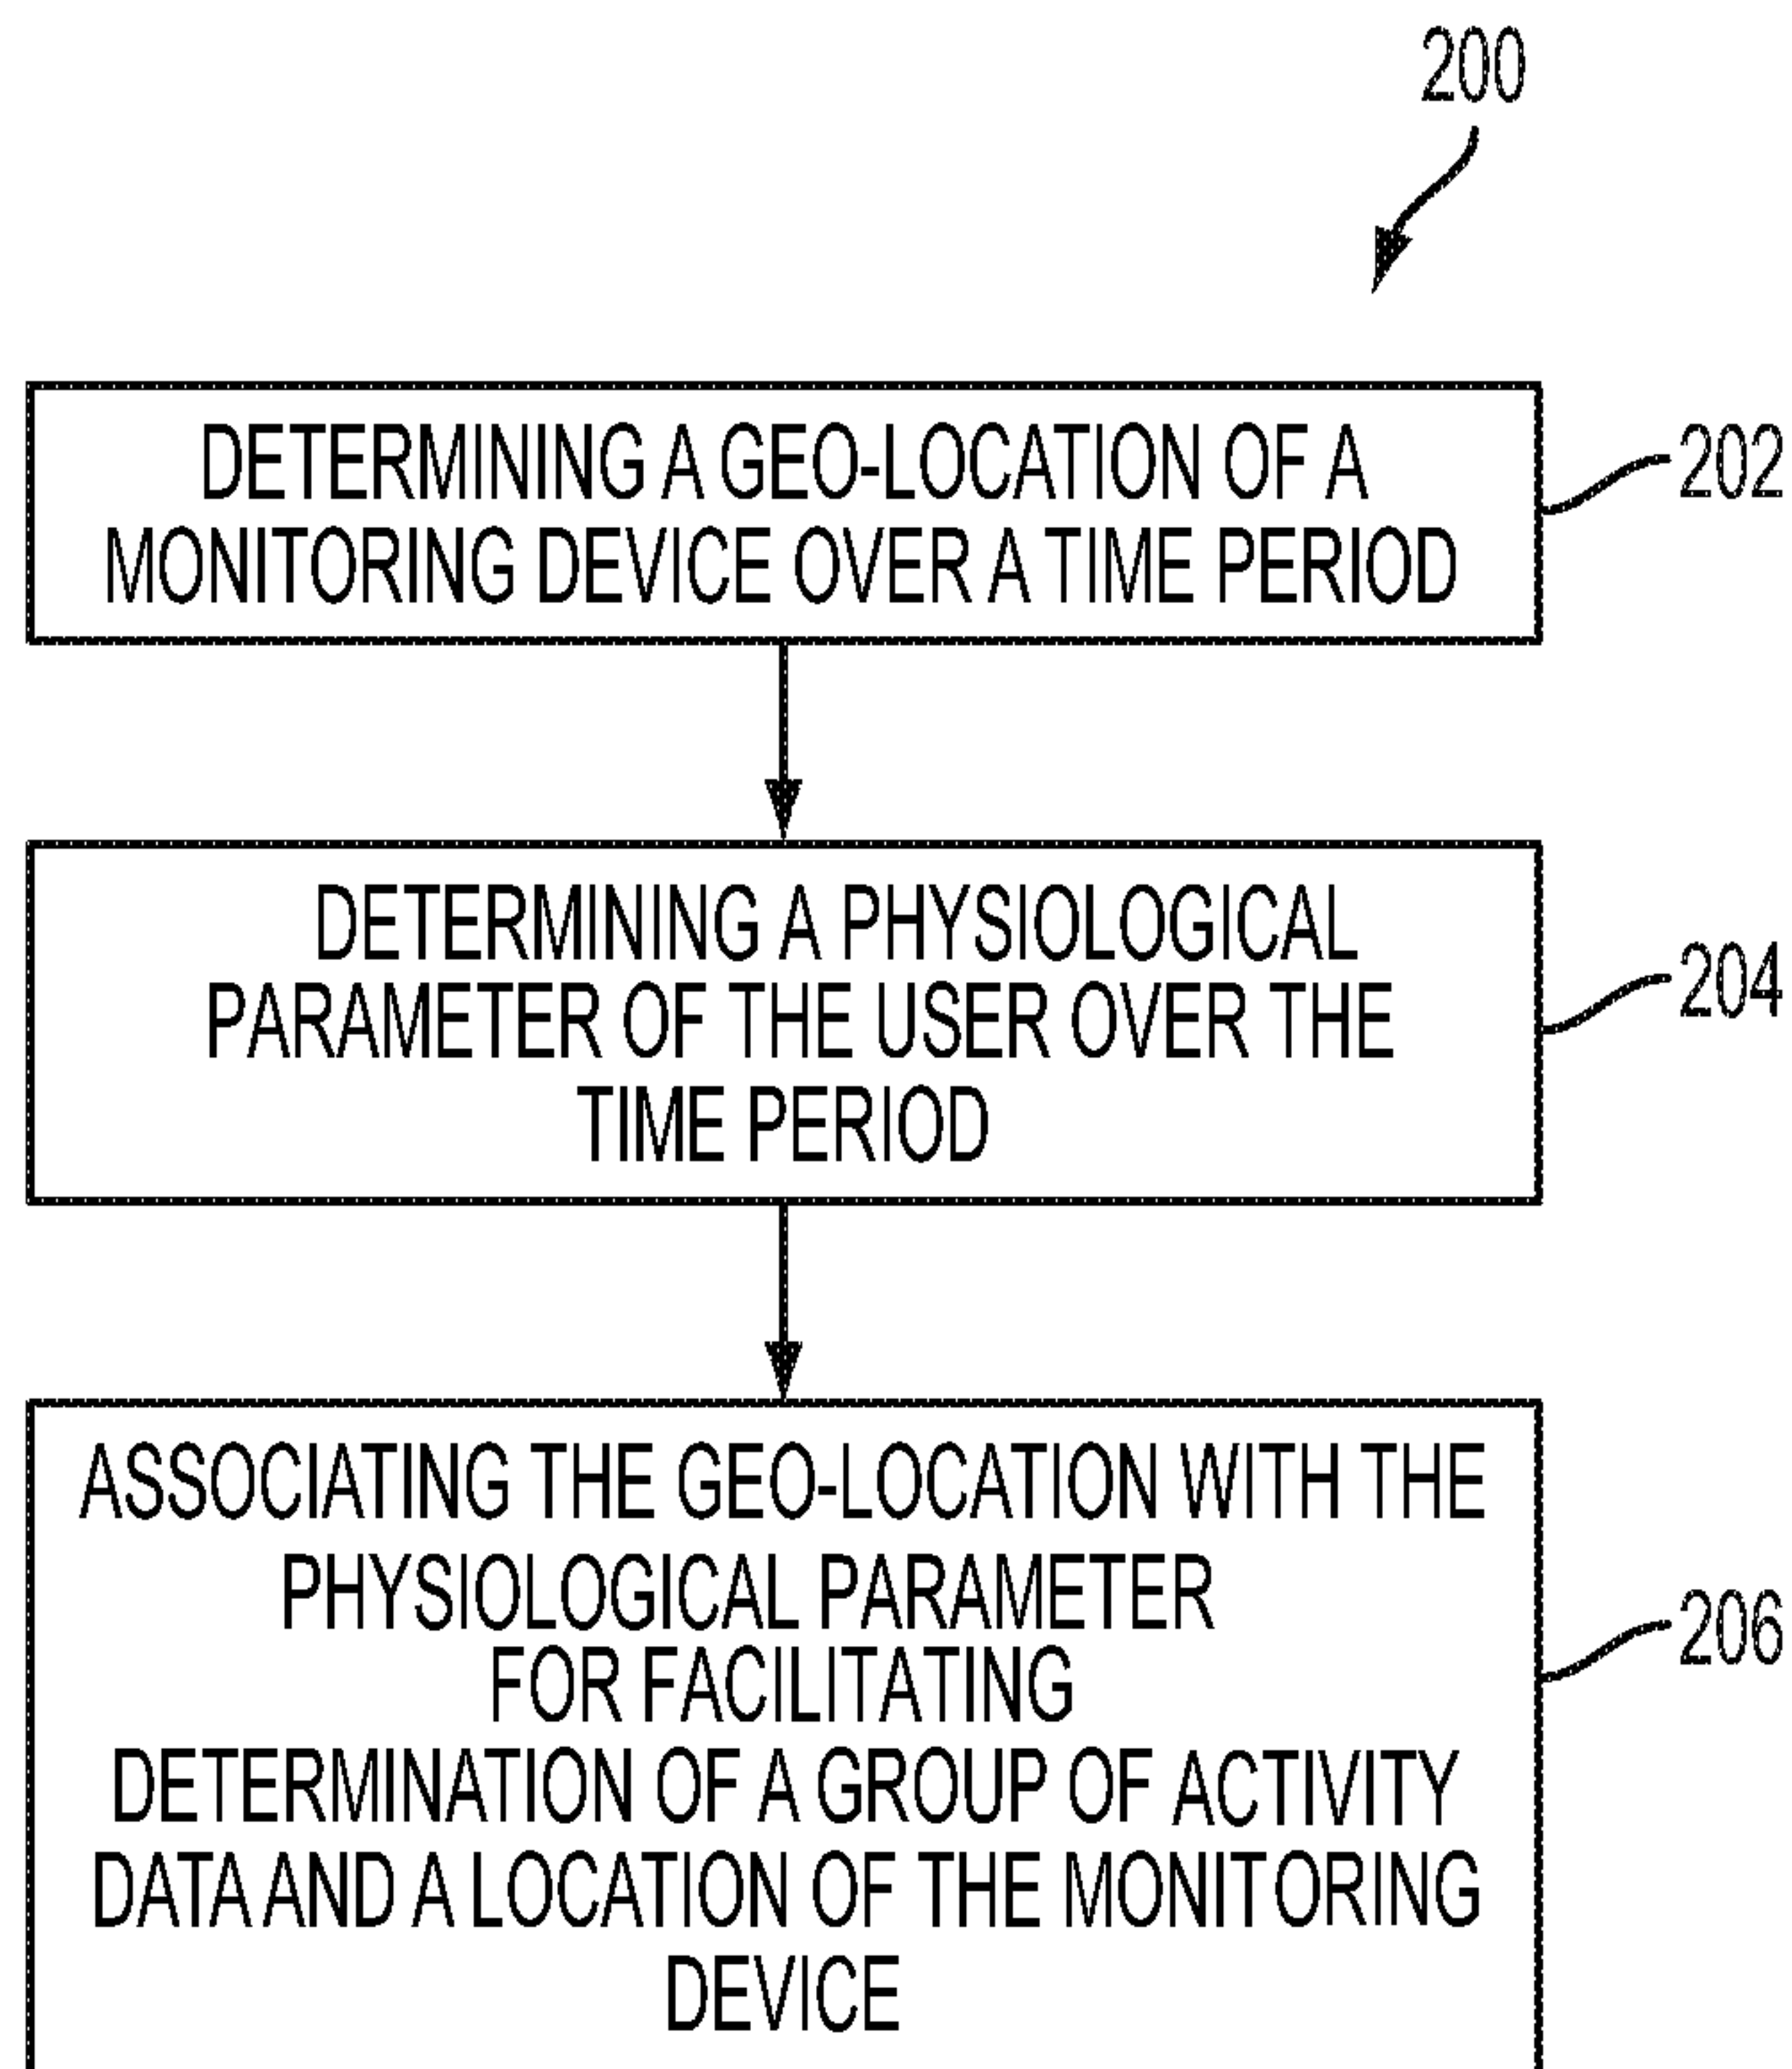 200
DETERMINING A GEO-LOCATION OF A
MONITORING DEVICE OVER A TIME PERIOD
202
DETERMINING A PHYSIOLOGICAL
PARAMETER OF THE USER OVER THE
TIME PERIOD
204
ASSOCIATING THE GEO-LOCATION WITH THE
PHYSIOLOGICAL PARAMETER
FOR FACILITATING
DETERMINATION OF A GROUP OF ACTIVITY
DATA AND A LOCATION OF THE MONITORING
DEVICE
206